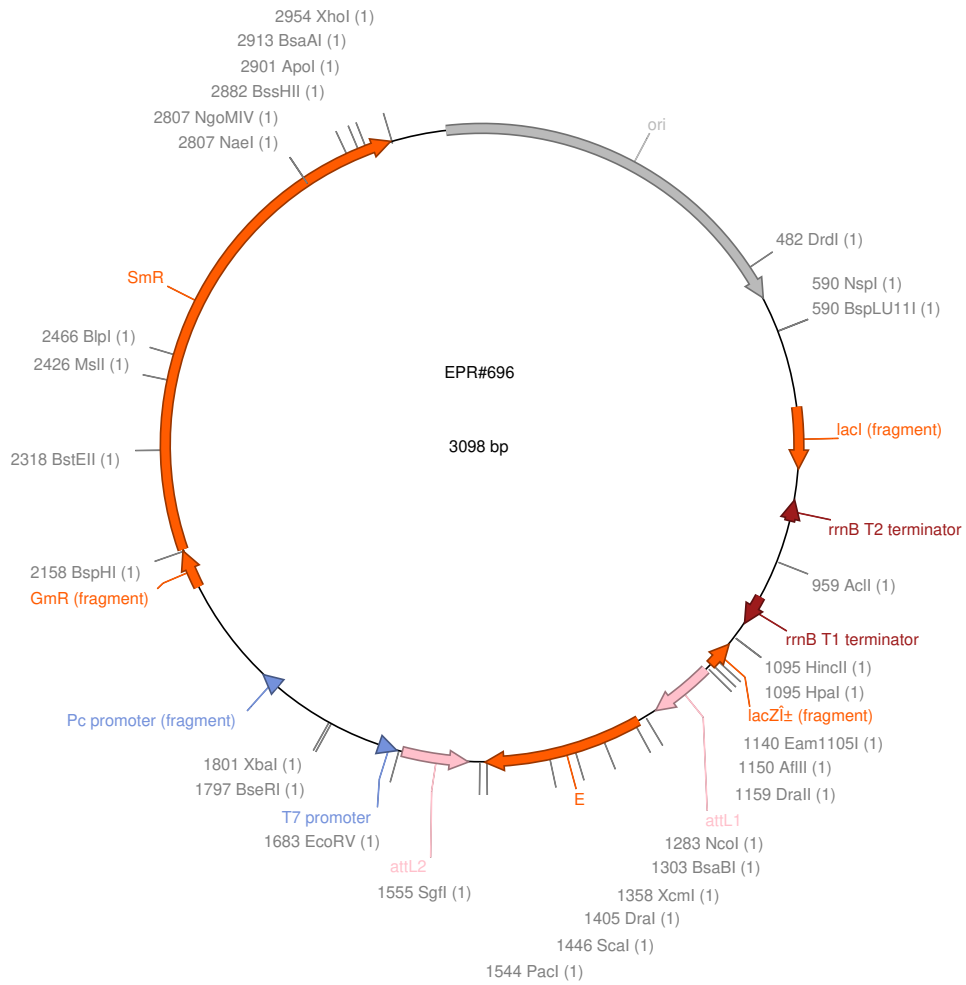 2954 XhoI (1)
2913 BsaAI (1)
2901 ApoI (1)
2882 BssHII (1)
2807 NgoMIV (1)
2807 NaeI (1)
ori
482 DrdI (1)
SmR
590 NspI (1)
590 BspLU11I (1)
2466 BlpI (1)
2426 MslI (1)
EPR#696
lacI (fragment)
3098 bp
2318 BstEII (1)
rrnB T2 terminator
2158 BspHI (1)
959 AclI (1)
GmR (fragment)
rrnB T1 terminator
1095 HincII (1)
1095 HpaI (1)
Pc promoter (fragment)
lacZÎ± (fragment)
1140 Eam1105I (1)
1801 XbaI (1)
1150 AflII (1)
1797 BseRI (1)
1159 DraII (1)
E
T7 promoter
attL1
1683 EcoRV (1)
1283 NcoI (1)
attL2
1303 BsaBI (1)
1555 SgfI (1)
1358 XcmI (1)
1405 DraI (1)
1446 ScaI (1)
1544 PacI (1)